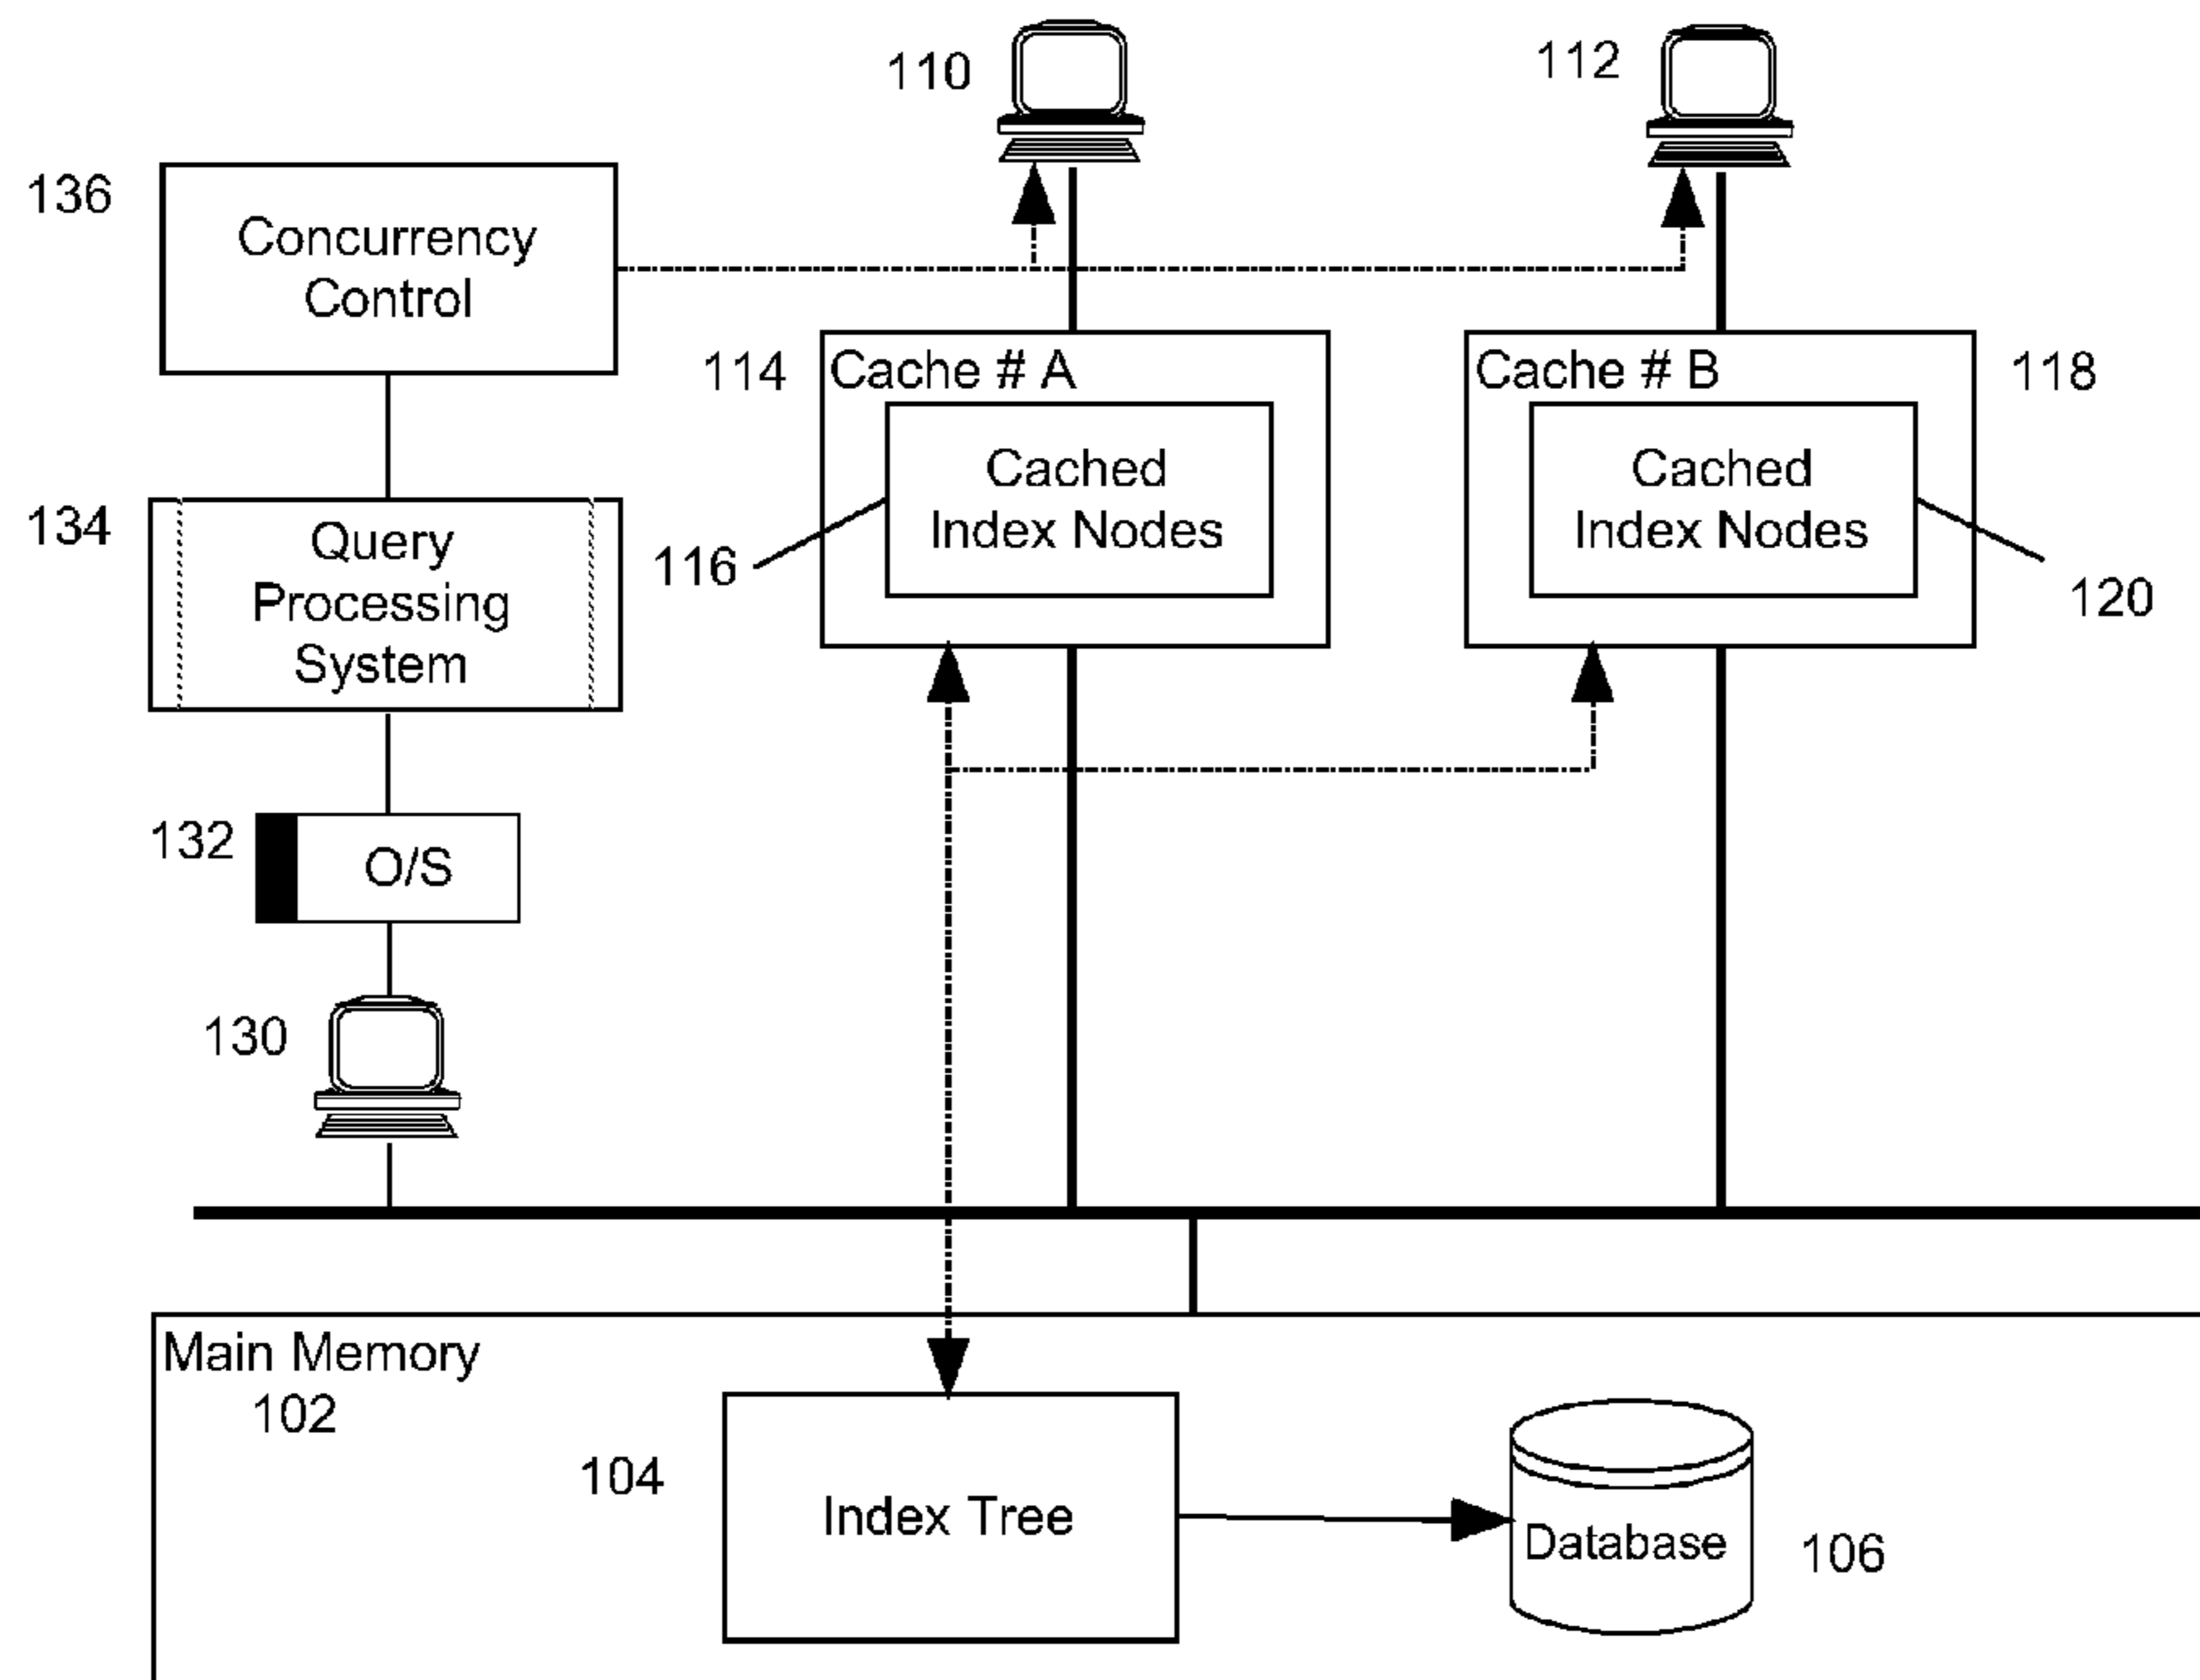 110
112
136
Concurrency
Control
114
Cache # A
Cache # B
118
Cached
Index Nodes
Cached
Index Nodes
116
120
134
Query
Processing
System
132
O/S
130
Main Memory
102
104
Index Tree
Database
106